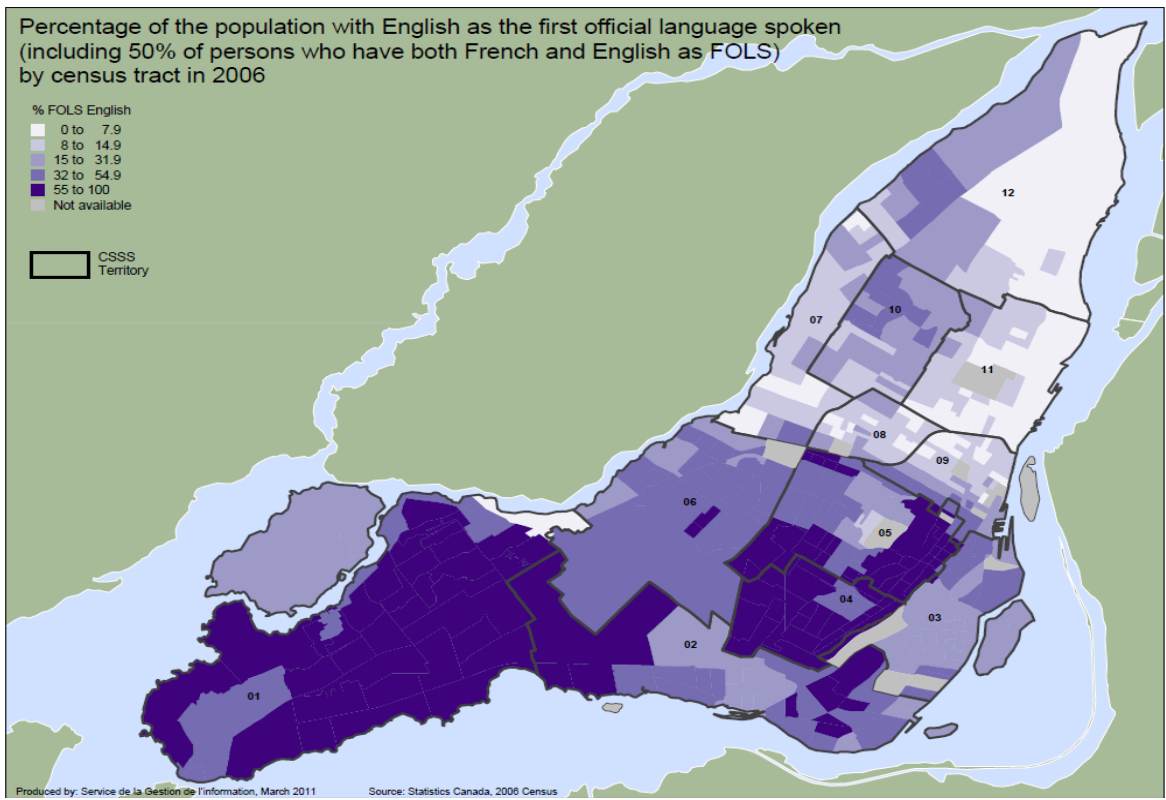 Percentage of the population with English as the first official language spoken
(including 50% of persons who have both French and English as FOLS)
by census tract in 2006
% FOLS English
0 to 7.9
8 to 14.9
15 to 31.9
32 to 54.9
55 to 100
Not available
CSSS
Territory
12
07
10
11
08
09
06
05
04
03
02
01
Produced by: Service de la Gestion de l'information, March 2011
Source: Statistics Canada, 2006 Census